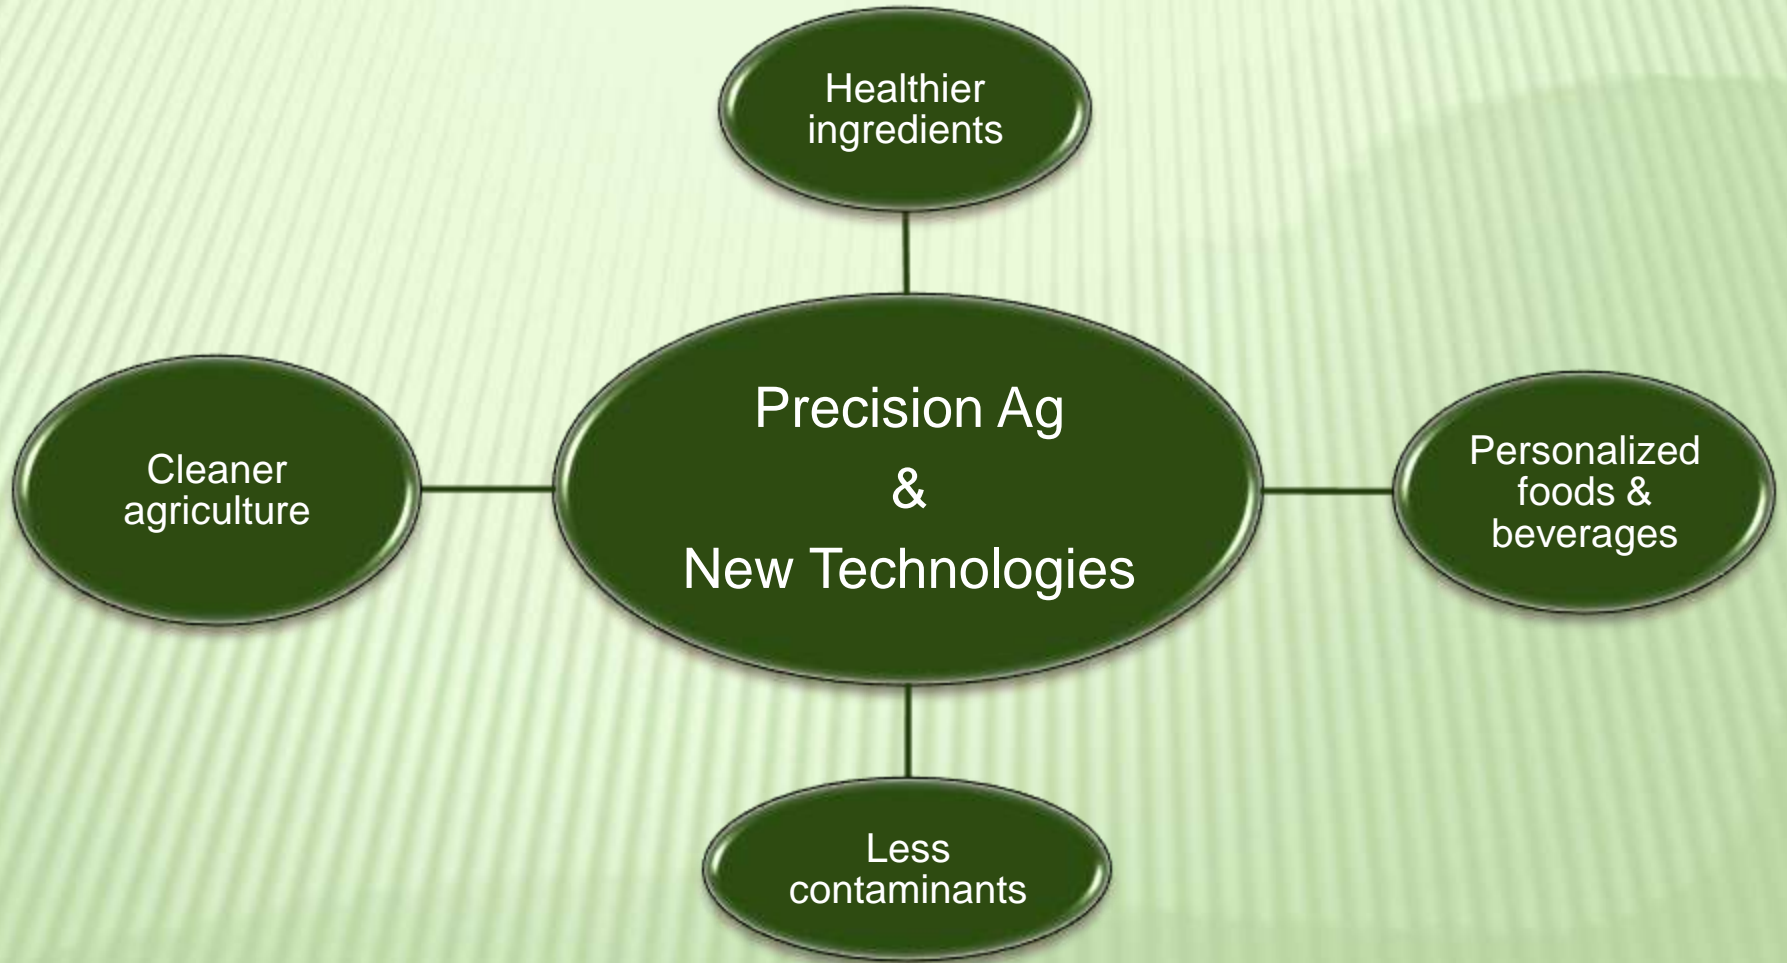 Healthier
ingredients
Precision Ag
&
New Technologies
Cleaner
agriculture
Personalized
foods &
beverages
Less
contaminants